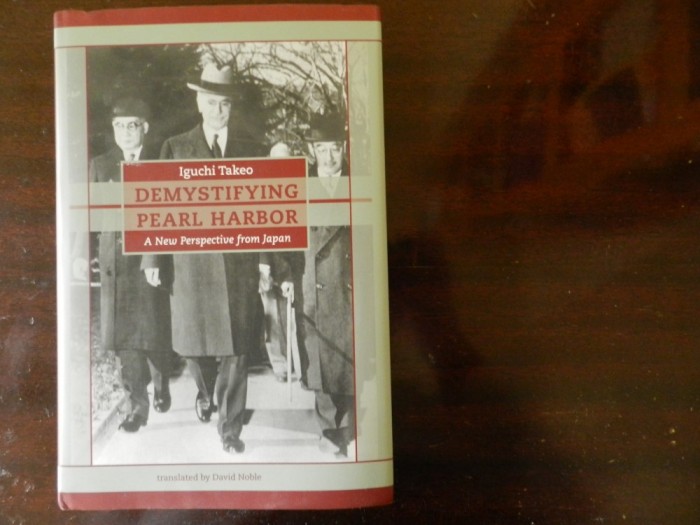 Iguchi Takeo
DEMYSTIFYING
PEARL HARBOR
A New Perspective from Japan
translated by David Noble